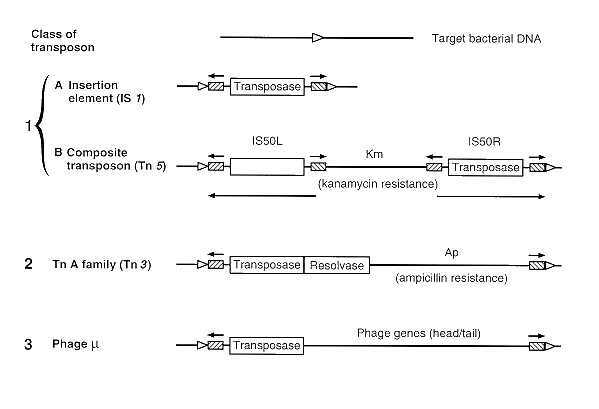 Class of
transposon
Target bacterial DNA
1
A Insertion
element (IS 1)
Transposase
B Composite
transposon (Tn 5)
IS50L
Km
(kanamycin resistance)
IS50R
Transposase
2 Tn A family (Tn 3)
Transposase Resolvase
Ap
(ampicillin resistance)
3 Phage μ
Transposase
Phage genes (head/tail)